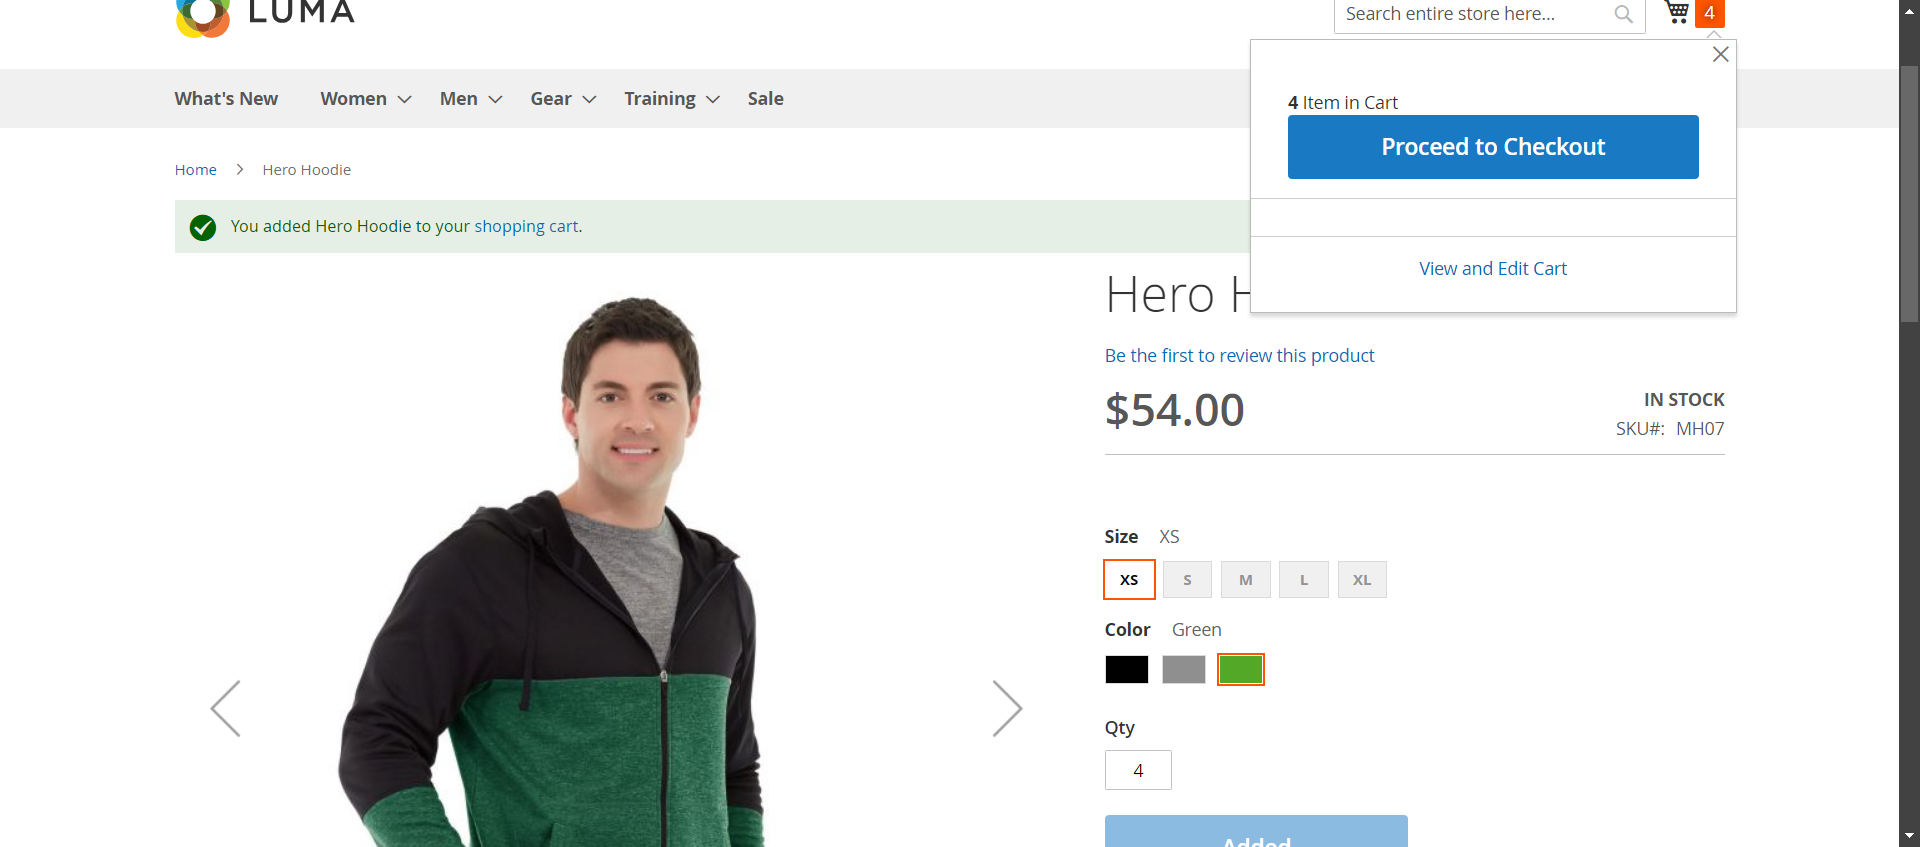 LUMA
Search entire store here...
4
What's New
Women
Men
Gear
Training
Sale
4 Item in Cart
Proceed to Checkout
View and Edit Cart
Home
Hero Hoodie
You added Hero Hoodie to your shopping cart.
Hero H
Be the first to review this product
$54.00
IN STOCK
SKU#: MH07
Size XS
XS S M L XL
Color Green
Qty
4
Added